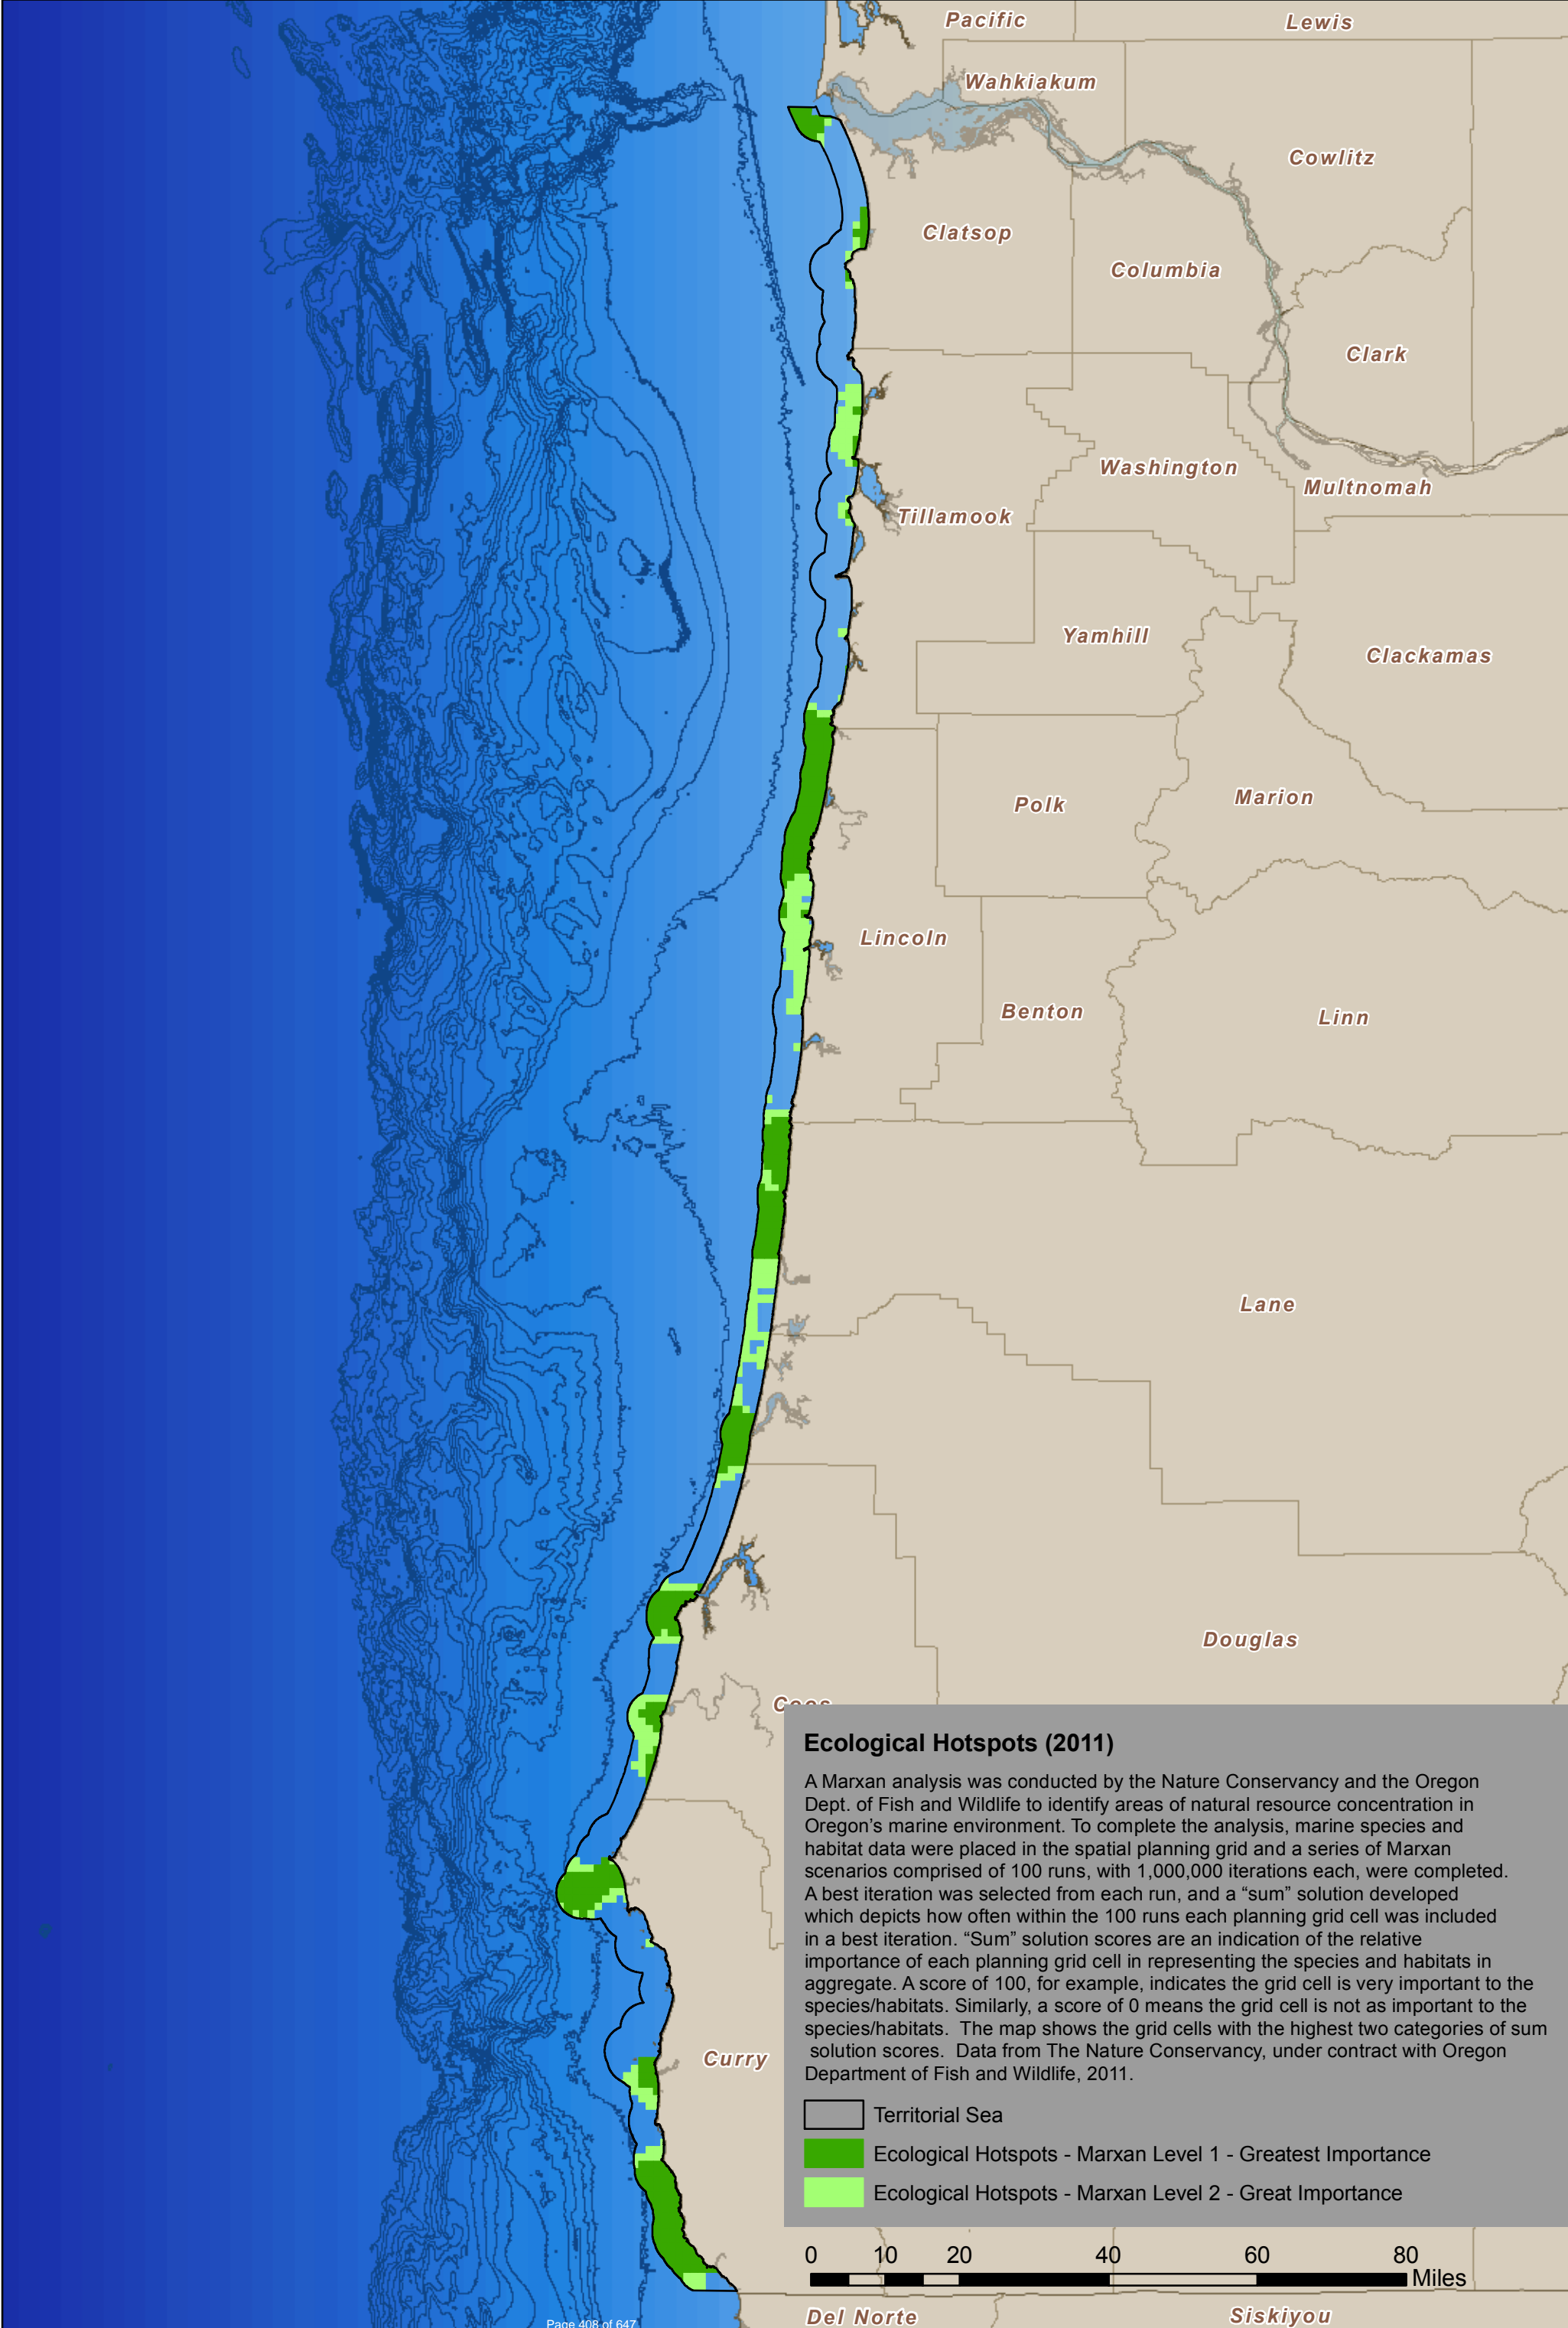 Pacific
Lewis
Wahkiakum
Cowlitz
Clatsop
Columbia
Clark
Washington
Multnomah
Tillamook
Yamhill
Clackamas
Polk
Marion
Lincoln
Benton
Linn
Lane
Douglas
Coos
Ecological Hotspots (2011)
A Marxan analysis was conducted by the Nature Conservancy and the Oregon
Dept. of Fish and Wildlife to identify areas of natural resource concentration in
Oregon's marine environment. To complete the analysis, marine species and
habitat data were placed in the spatial planning grid and a series of Marxan
scenarios comprised of 100 runs, with 1,000,000 iterations each, were completed.
A best iteration was selected from each run, and a “sum” solution developed
which depicts how often within the 100 runs each planning grid cell was included
in a best iteration. “Sum” solution scores are an indication of the relative
importance of each planning grid cell in representing the species and habitats in
aggregate. A score of 100, for example, indicates the grid cell is very important to the
species/habitats. Similarly, a score of 0 means the grid cell is not as important to the
species/habitats. The map shows the grid cells with the highest two categories of sum
solution scores. Data from The Nature Conservancy, under contract with Oregon
Department of Fish and Wildlife, 2011.
Curry
Territorial Sea
Ecological Hotspots - Marxan Level 1 - Greatest Importance
Ecological Hotspots - Marxan Level 2 - Great Importance
0 10 20 40 60 80
Miles
Del Norte
Siskiyou
Page 408 of 647